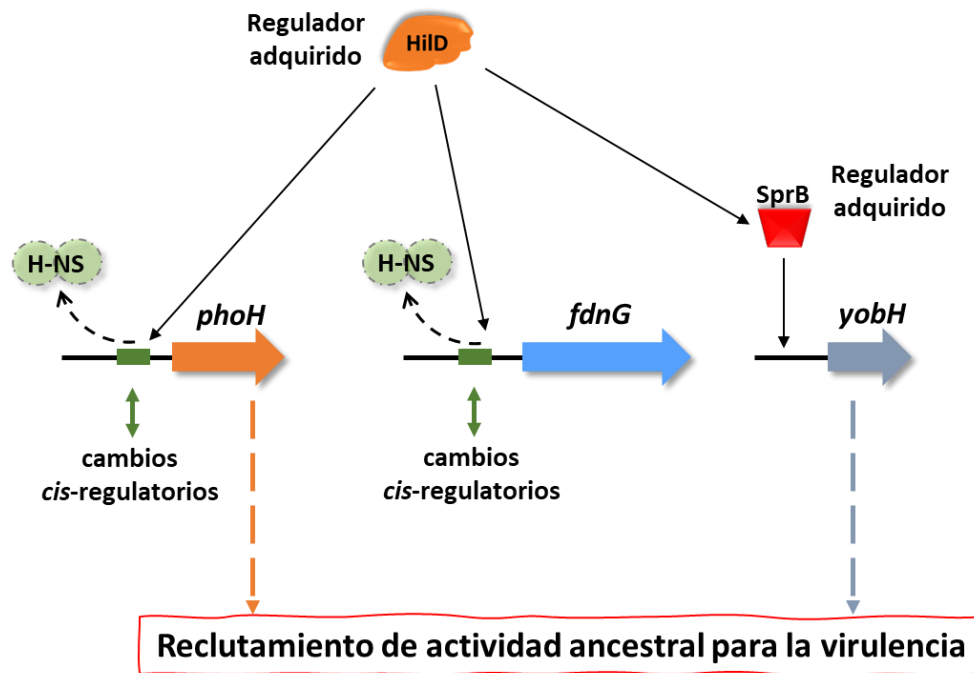 Regulador
adquirido
HilD
SprB
Regulador
adquirido
H-NS
phoH
H-NS
fdnG
yobH
cambios
cis-regulatorios
cambios
cis-regulatorios
Reclutamiento de actividad ancestral para la virulencia